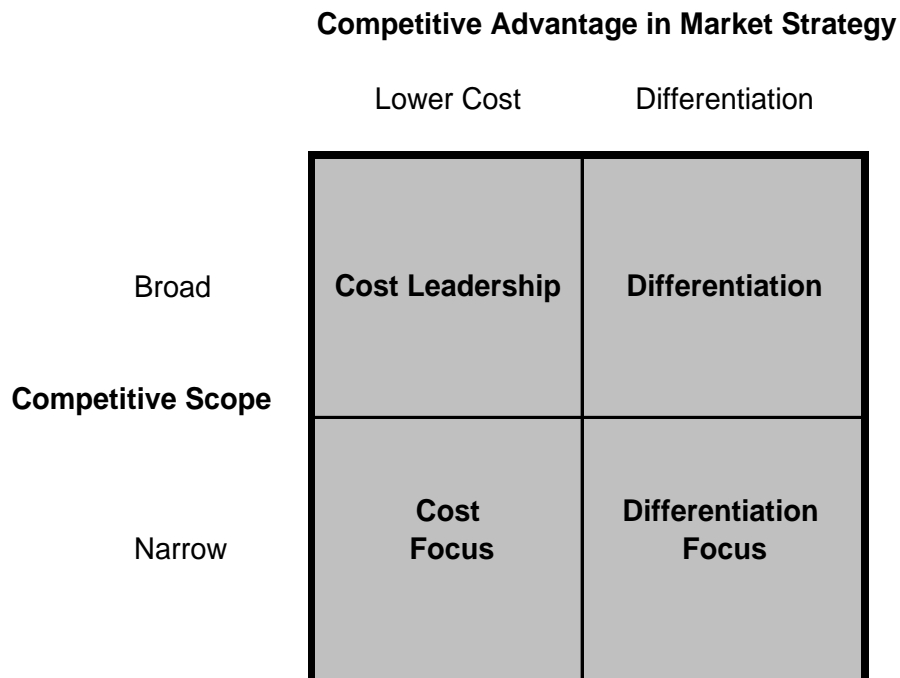 Competitive Advantage in Market Strategy
Lower Cost Differentiation
Broad Cost Leadership Differentiation
Competitive Scope
Cost Differentiation
Narrow Focus Focus